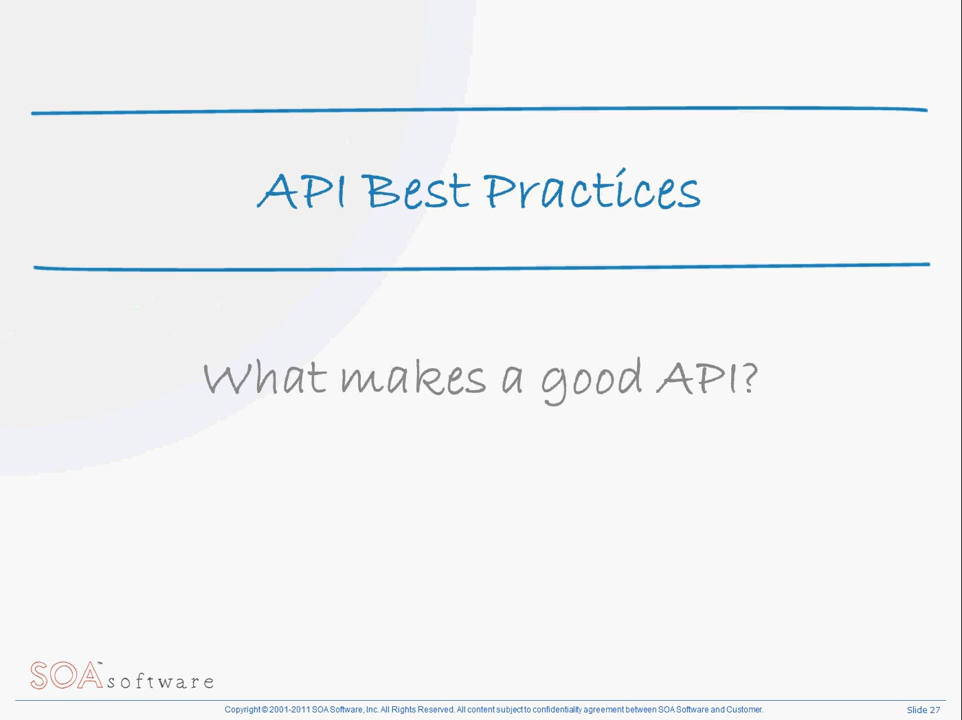 API Best Practices
What makes a good API?
SOA™ software
Copyright © 2001-2011 SOA Software, Inc. All Rights Reserved. All content subject to confidentiality agreement between SOA Software and Customer.
Slide 27